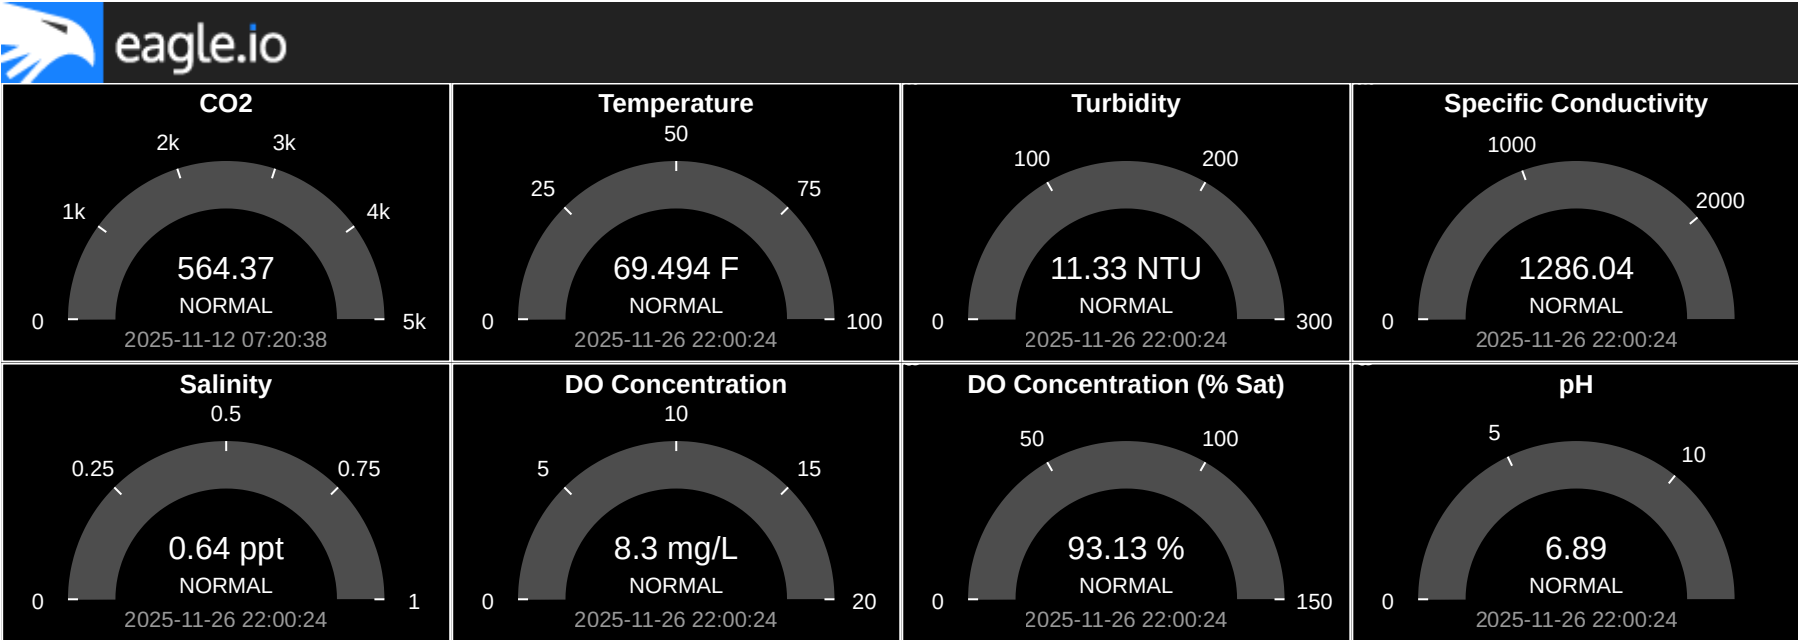 eagle.io
CO2
2k
3k
1k
4k
564.37
NORMAL
0
5k
2025-11-12 07:20:38
Temperature
50
25
75
69.494 F
NORMAL
0
100
2025-11-26 22:00:24
Turbidity
100
200
11.33 NTU
NORMAL
0
300
2025-11-26 22:00:24
Specific Conductivity
1000
2000
1286.04
NORMAL
0
2025-11-26 22:00:24
Salinity
0.5
0.25
0.75
0.64 ppt
NORMAL
0
1
2025-11-26 22:00:24
DO Concentration
10
5
15
8.3 mg/L
NORMAL
0
20
2025-11-26 22:00:24
DO Concentration (% Sat)
50
100
93.13 %
NORMAL
0
150
2025-11-26 22:00:24
pH
5
10
6.89
NORMAL
0
2025-11-26 22:00:24